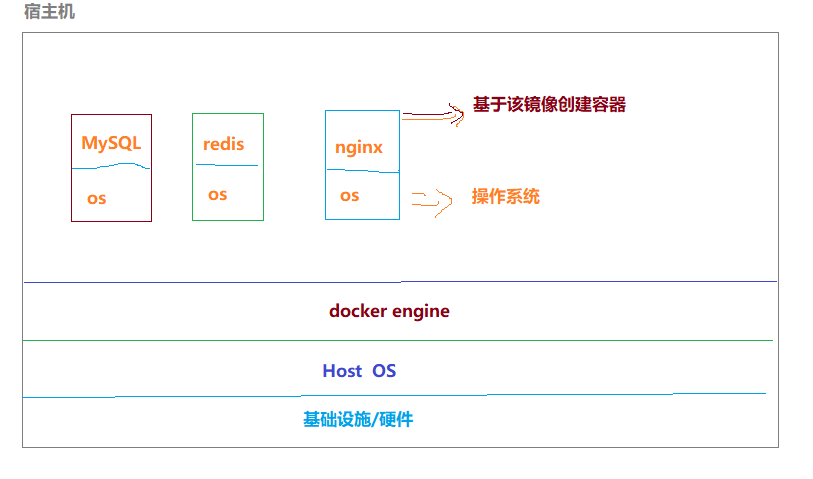 宿主机
基于该镜像创建容器
MySQL
redis
nginx
os
os
os
操作系统
docker engine
Host OS
基础设施/硬件